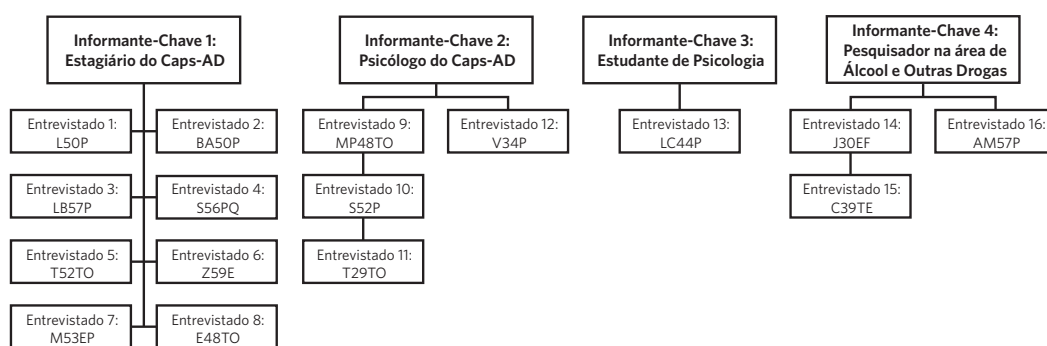 Informante-Chave 1:
Estagiário do Caps-AD
Entrevistado 1:
L50P
Entrevistado 2:
BA50P
Entrevistado 3:
LB57P
Entrevistado 4:
S56PQ
Entrevistado 5:
T52TO
Entrevistado 6:
Z59E
Entrevistado 7:
M53EP
Entrevistado 8:
E48TO
Informante-Chave 2:
Psicólogo do Caps-AD
Entrevistado 9:
MP48TO
Entrevistado 12:
V34P
Entrevistado 10:
S52P
Entrevistado 11:
T29TO
Informante-Chave 3:
Estudante de Psicologia
Entrevistado 13:
LC44P
Informante-Chave 4:
Pesquisador na área de
Álcool e Outras Drogas
Entrevistado 14:
J30EF
Entrevistado 16:
AM57P
Entrevistado 15:
C39TE